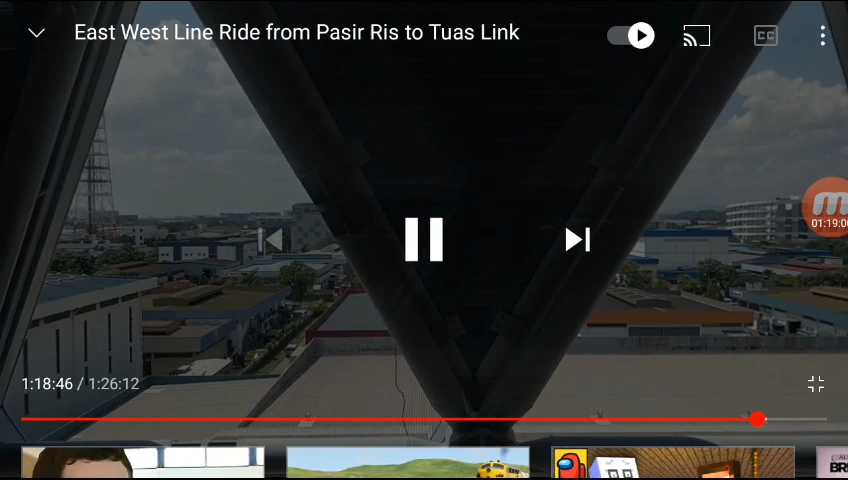 East West Line Ride from Pasir Ris to Tuas Link
CC
01:19:00
1:18:46 / 1:26:12